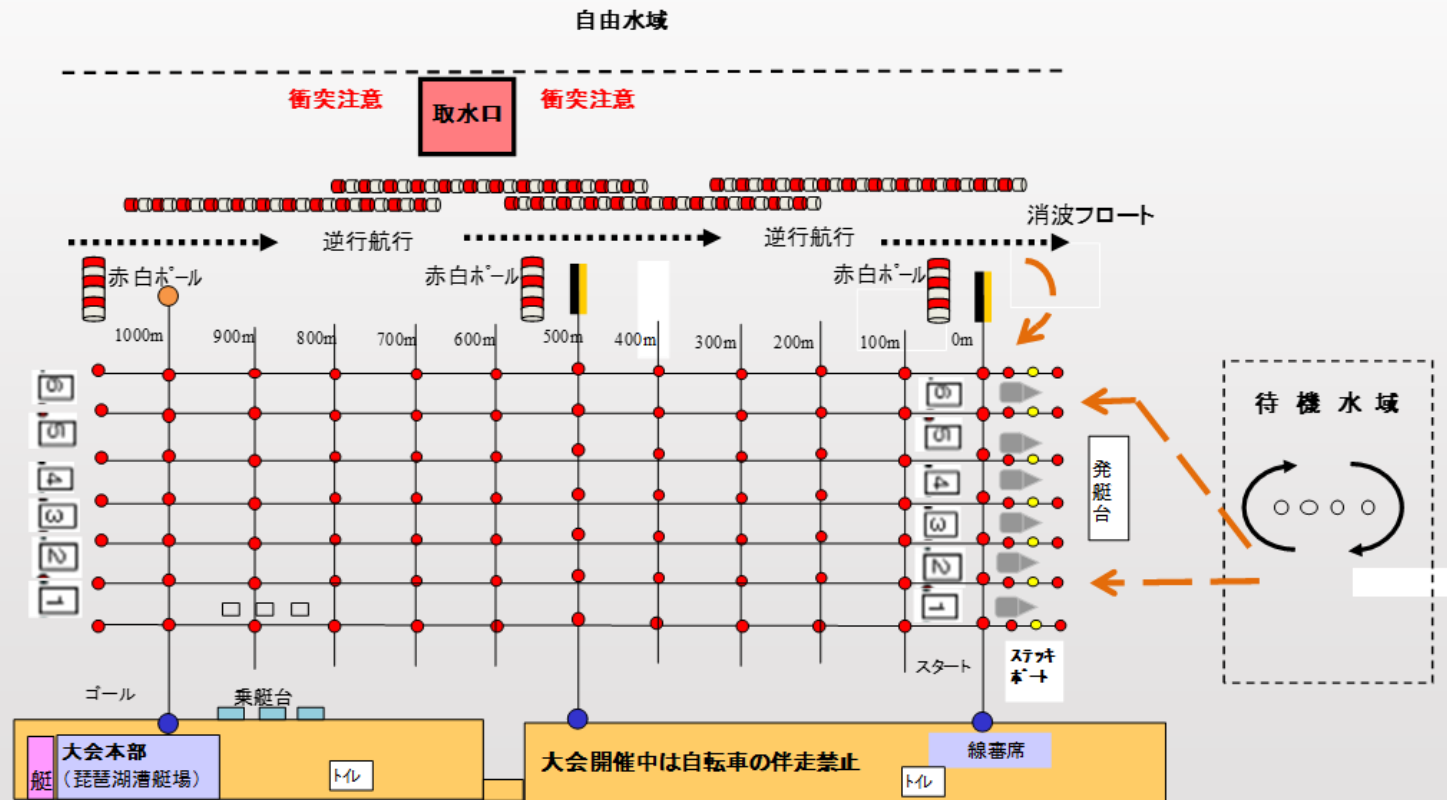 自由水域
衝突注意
取水口
衝突注意
消波フロート
逆行航行
逆行航行
赤白ポール
赤白ポール
赤白ポール
1000m
900m
800m
700m
600m
500m
400m
300m
200m
100m
0m
6
5
4
3
2
1
6
5
4
3
2
1
発艇台
待機水域
スタート
ステッキ
ボート
ゴール
乗艇台
艇
大会本部
（琵琶湖漕艇場）
トイレ
大会開催中は自転車の伴走禁止
線審席
トイレ